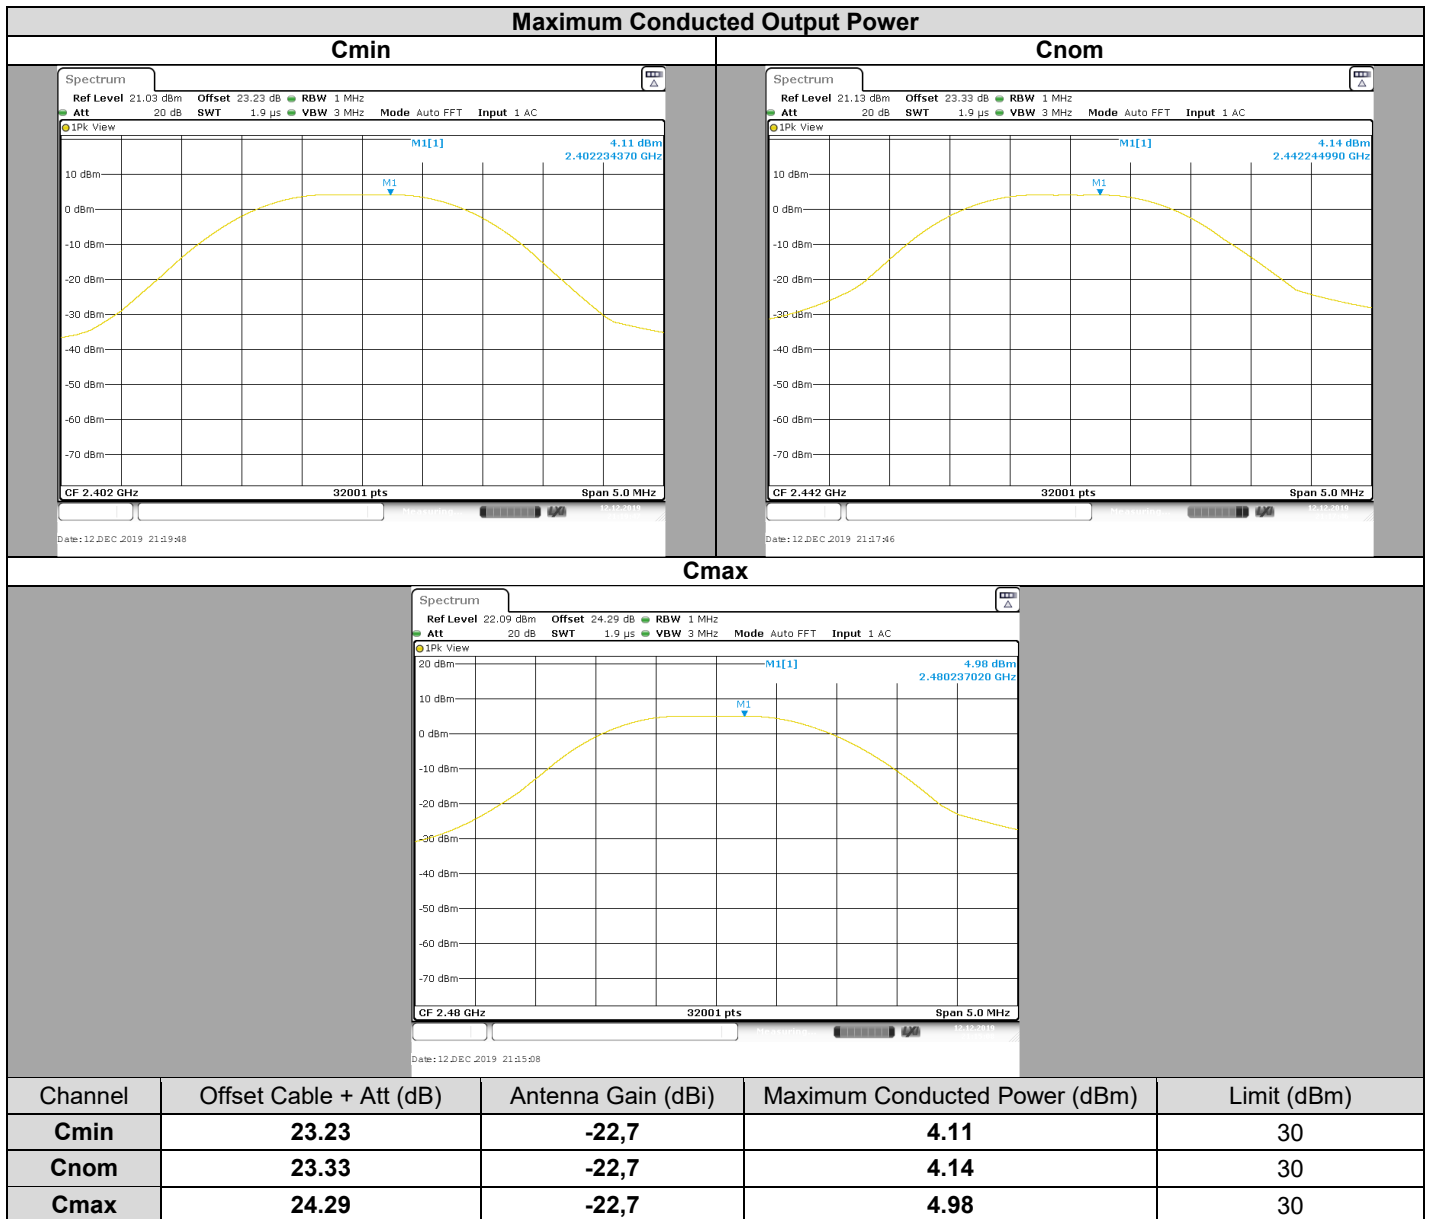 Maximum Conducted Output Power
Cmin
Cnom
Spectrum
Ref Level 21.03 dBm Offset 23.23 dB RBW 1 MHz
Att 20 dB SWT 1.9 µs VBW 3 MHz Mode Auto FFT Input 1 AC
1Pk View
M1[1] 4.11 dBm
2.402234370 GHz
M1
10 dBm
0 dBm
-10 dBm
-20 dBm
-30 dBm
-40 dBm
-50 dBm
-60 dBm
-70 dBm
CF 2.402 GHz 32001 pts Span 5.0 MHz
Measuring... 12.12.2019
Date: 12.DEC.2019 21:19:48
Spectrum
Ref Level 21.13 dBm Offset 23.33 dB RBW 1 MHz
Att 20 dB SWT 1.9 µs VBW 3 MHz Mode Auto FFT Input 1 AC
1Pk View
M1[1] 4.14 dBm
2.442244990 GHz
M1
10 dBm
0 dBm
-10 dBm
-20 dBm
-30 dBm
-40 dBm
-50 dBm
-60 dBm
-70 dBm
CF 2.442 GHz 32001 pts Span 5.0 MHz
Measuring... 12.12.2019
Date: 12.DEC.2019 21:17:46
Cmax
Spectrum
Ref Level 22.09 dBm Offset 24.29 dB RBW 1 MHz
Att 20 dB SWT 1.9 µs VBW 3 MHz Mode Auto FFT Input 1 AC
1Pk View
20 dBm M1[1] 4.98 dBm
2.480237020 GHz
M1
10 dBm
0 dBm
-10 dBm
-20 dBm
-30 dBm
-40 dBm
-50 dBm
-60 dBm
-70 dBm
CF 2.48 GHz 32001 pts Span 5.0 MHz
Measuring... 12.12.2019
Date: 12.DEC.2019 21:15:08
Channel Offset Cable + Att (dB) Antenna Gain (dBi) Maximum Conducted Power (dBm) Limit (dBm)
Cmin 23.23 -22,7 4.11 30
Cnom 23.33 -22,7 4.14 30
Cmax 24.29 -22,7 4.98 30